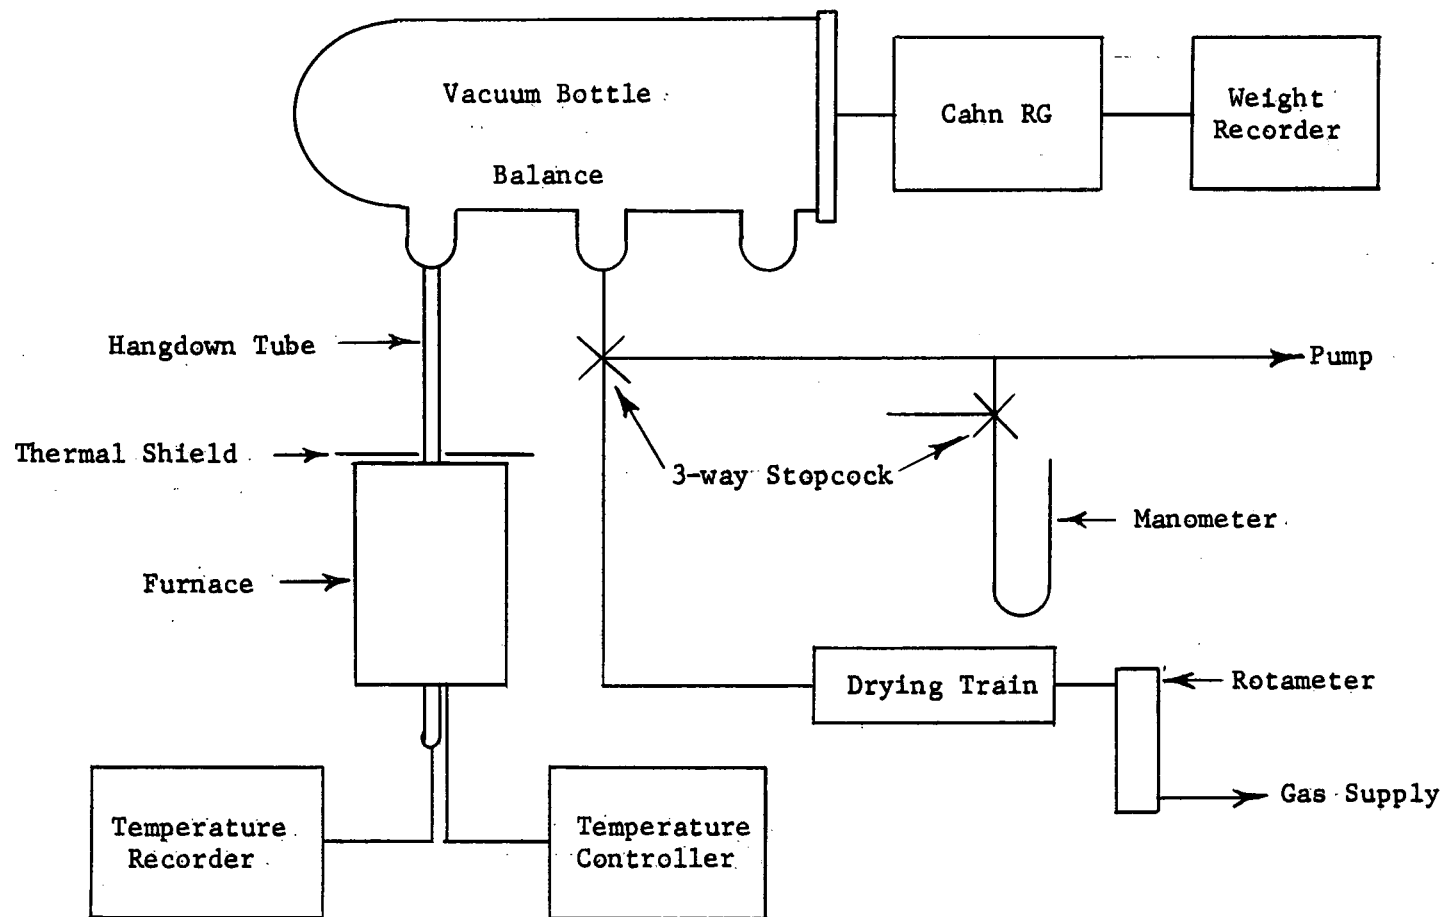 Vacuum Bottle
Balance
Cahn RG
Weight
Recorder
Hangdown Tube
Pump
Thermal Shield
3-way Stopcock
Manometer
Furnace
Drying Train
Rotameter
Gas Supply
Temperature
Recorder
Temperature
Controller